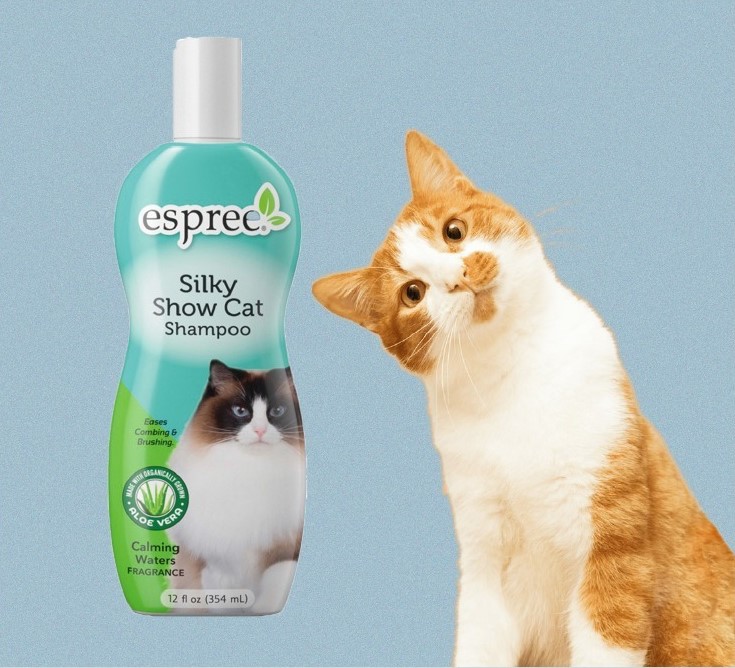 espree®
Silky
Show Cat
Shampoo
Eases
Combing &
Brushing.
MADE WITH ORGANICALLY GROWN
ALOE VERA
Calming
Waters
FRAGRANCE
12 fl oz (354 mL)